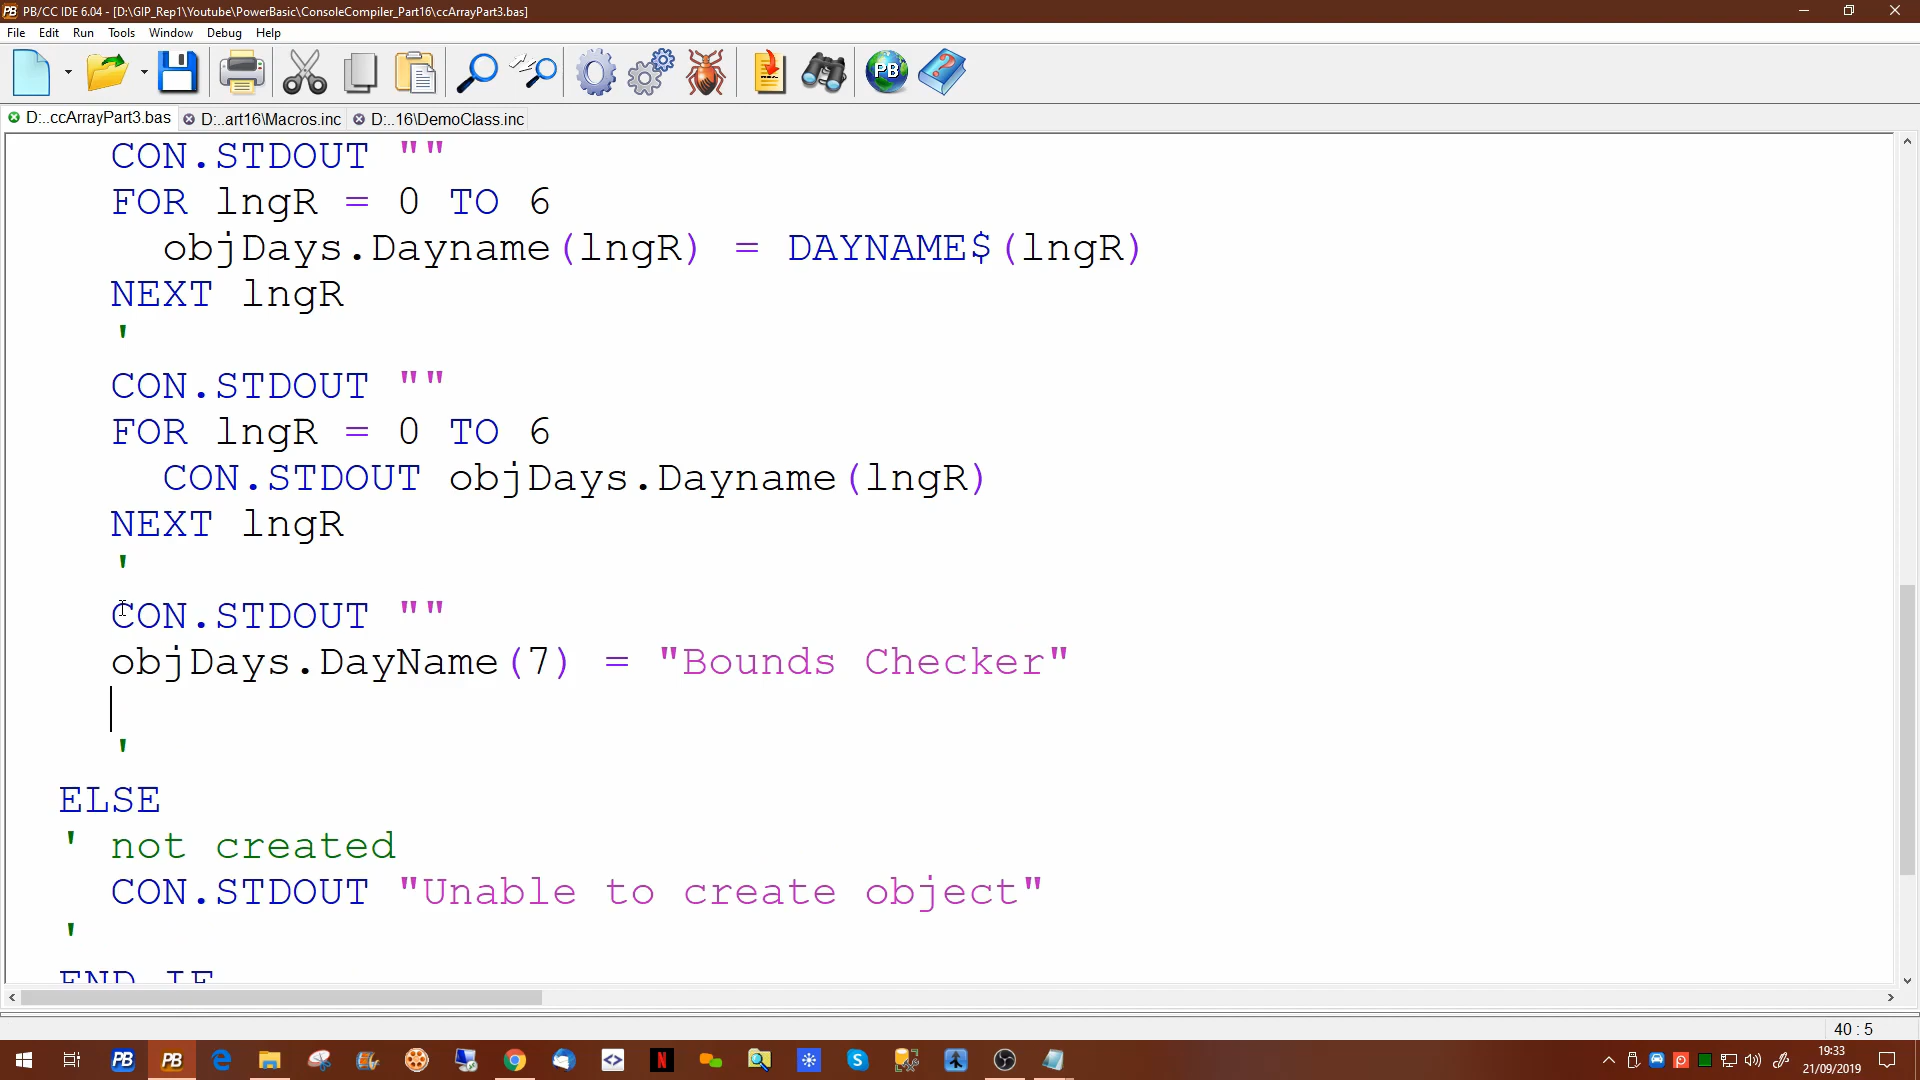 PB/CC IDE 6.04 - [D:\GIP_Rep1\Youtube\PowerBasic\ConsoleCompiler_Part16\ccArrayPart3.bas]
File Edit Run Tools Window Debug Help
D:..ccArrayPart3.bas D:..art16\Macros.inc D:..16\DemoClass.inc
CON.STDOUT ""
FOR lngR = 0 TO 6
objDays.Dayname(lngR) = DAYNAME$(lngR)
NEXT lngR
'
CON.STDOUT ""
FOR lngR = 0 TO 6
CON.STDOUT objDays.Dayname(lngR)
NEXT lngR
'
CON.STDOUT ""
objDays.DayName(7) = "Bounds Checker"
'
ELSE
' not created
CON.STDOUT "Unable to create object"
'
END IF
40 : 5
19:33
21/09/2019